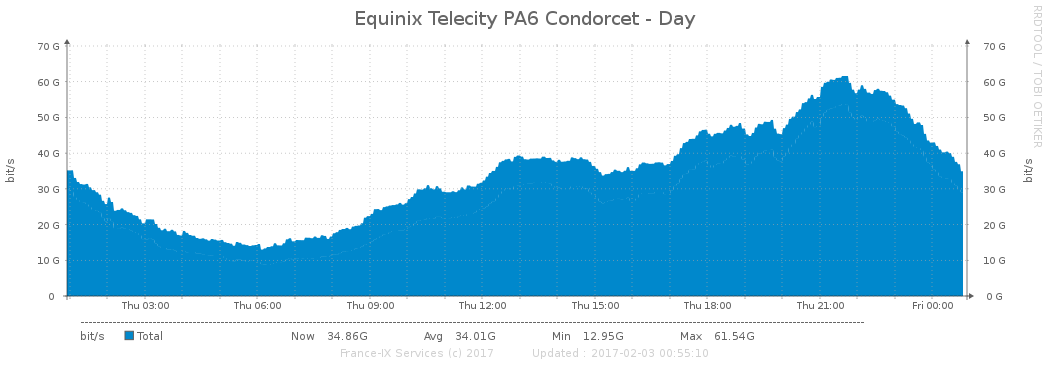 Equinix Telecity PA6 Condorcet - Day
RRDTOOL / TOBI OETIKER
70 G 70 G
60 G 60 G
50 G 50 G
40 G 40 G
30 G 30 G
20 G 20 G
10 G 10 G
0 0 G
bit/s bit/s
Thu 03:00 Thu 06:00 Thu 09:00 Thu 12:00 Thu 15:00 Thu 18:00 Thu 21:00 Fri 00:00
bit/s Total Now 34.86G Avg 34.01G Min 12.95G Max 61.54G
France-IX Services (c) 2017 Updated : 2017-02-03 00:55:10